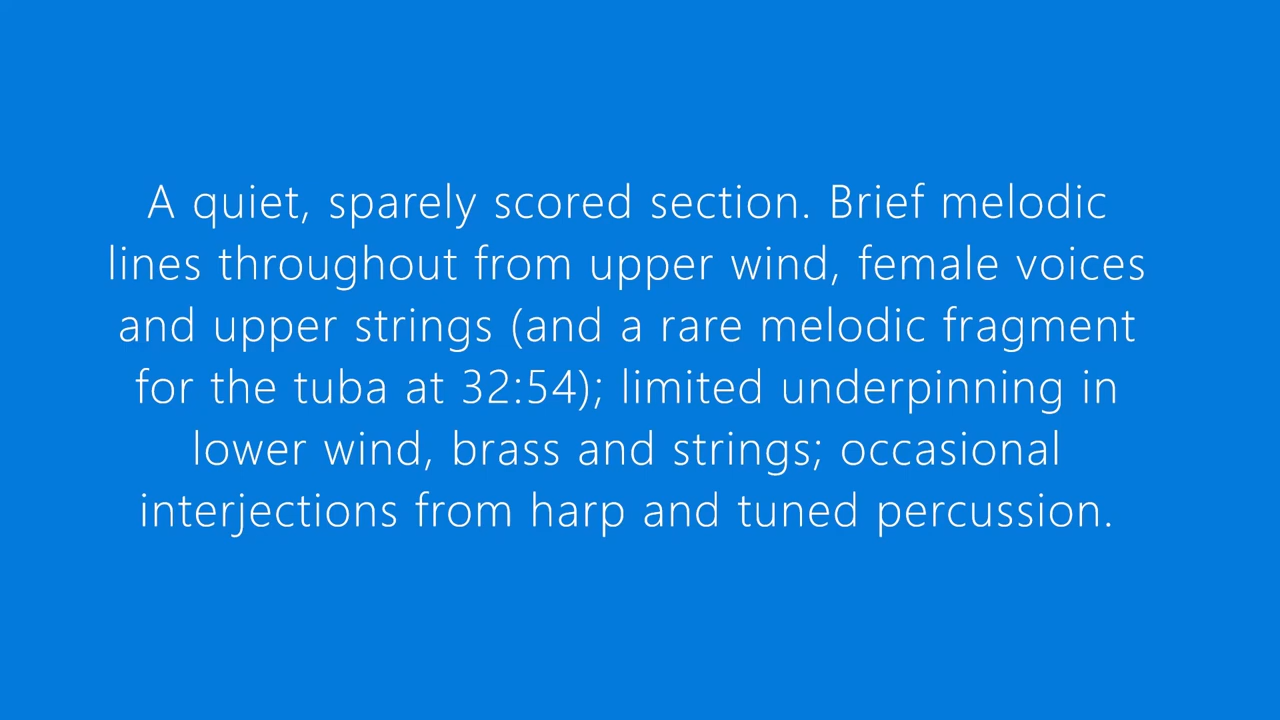 A quiet, sparely scored section. Brief melodic
lines throughout from upper wind, female voices
and upper strings (and a rare melodic fragment
for the tuba at 32:54); limited underpinning in
lower wind, brass and strings; occasional
interjections from harp and tuned percussion.